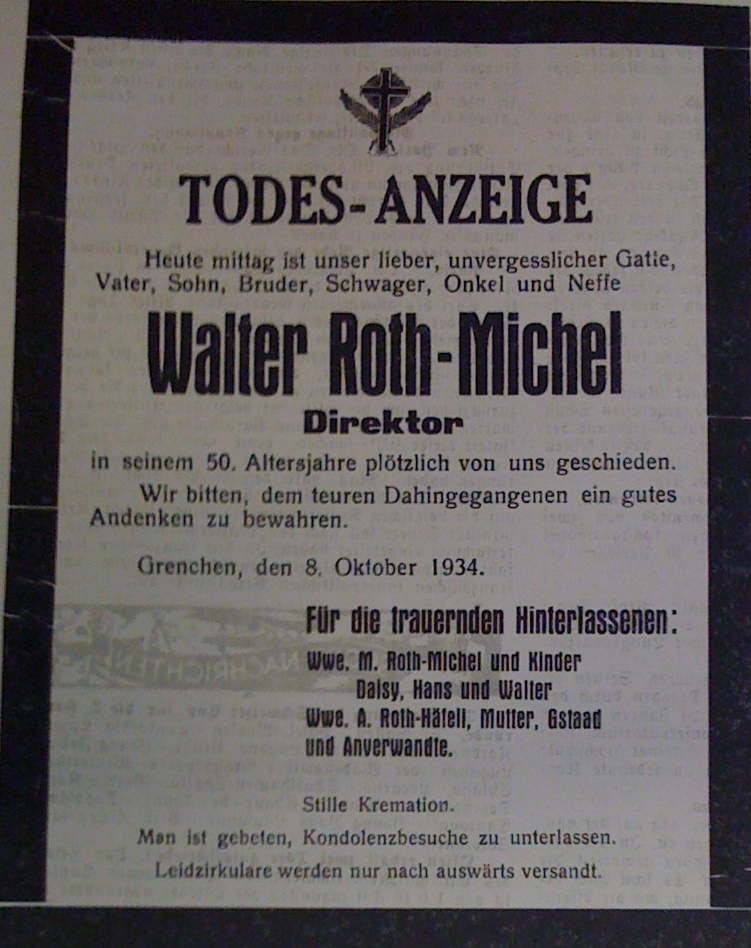 TODES-ANZEIGE
Heute mittag ist unser lieber, unvergesslicher Gatte,
Vater, Sohn, Bruder, Schwager, Onkel und Neffe
Walter Roth-Michel
Direktor
in seinem 50. Altersjahre plötzlich von uns geschieden.
Wir bitten, dem teuren Dahingegangenen ein gutes
Andenken zu bewahren.
Grenchen, den 8. Oktober 1934.
Für die trauernden Hinterlassenen:
Wwe. M. Roth-Michel und Kinder
Daisy, Hans und Walter
Wwe. A. Roth-Häfeli, Mutter, Gstaad
und Anverwandte.
NACHRICHTEN
Stille Kremation.
Man ist gebeten, Kondolenzbesuche zu unterlassen.
Leidzirkulare werden nur nach auswärts versandt.